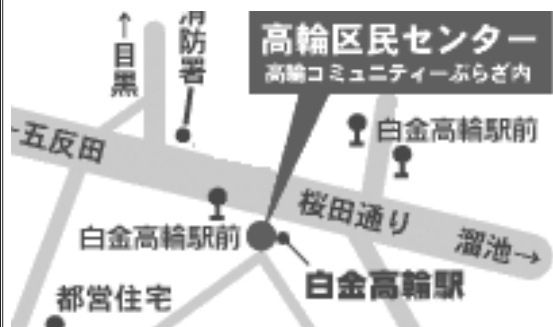 ↑目黒
消防署
高輪区民センター
高輪コミュニティーぷらざ内
五反田
白金高輪駅前
桜田通り
溜池→
白金高輪駅前
白金高輪駅
都営住宅